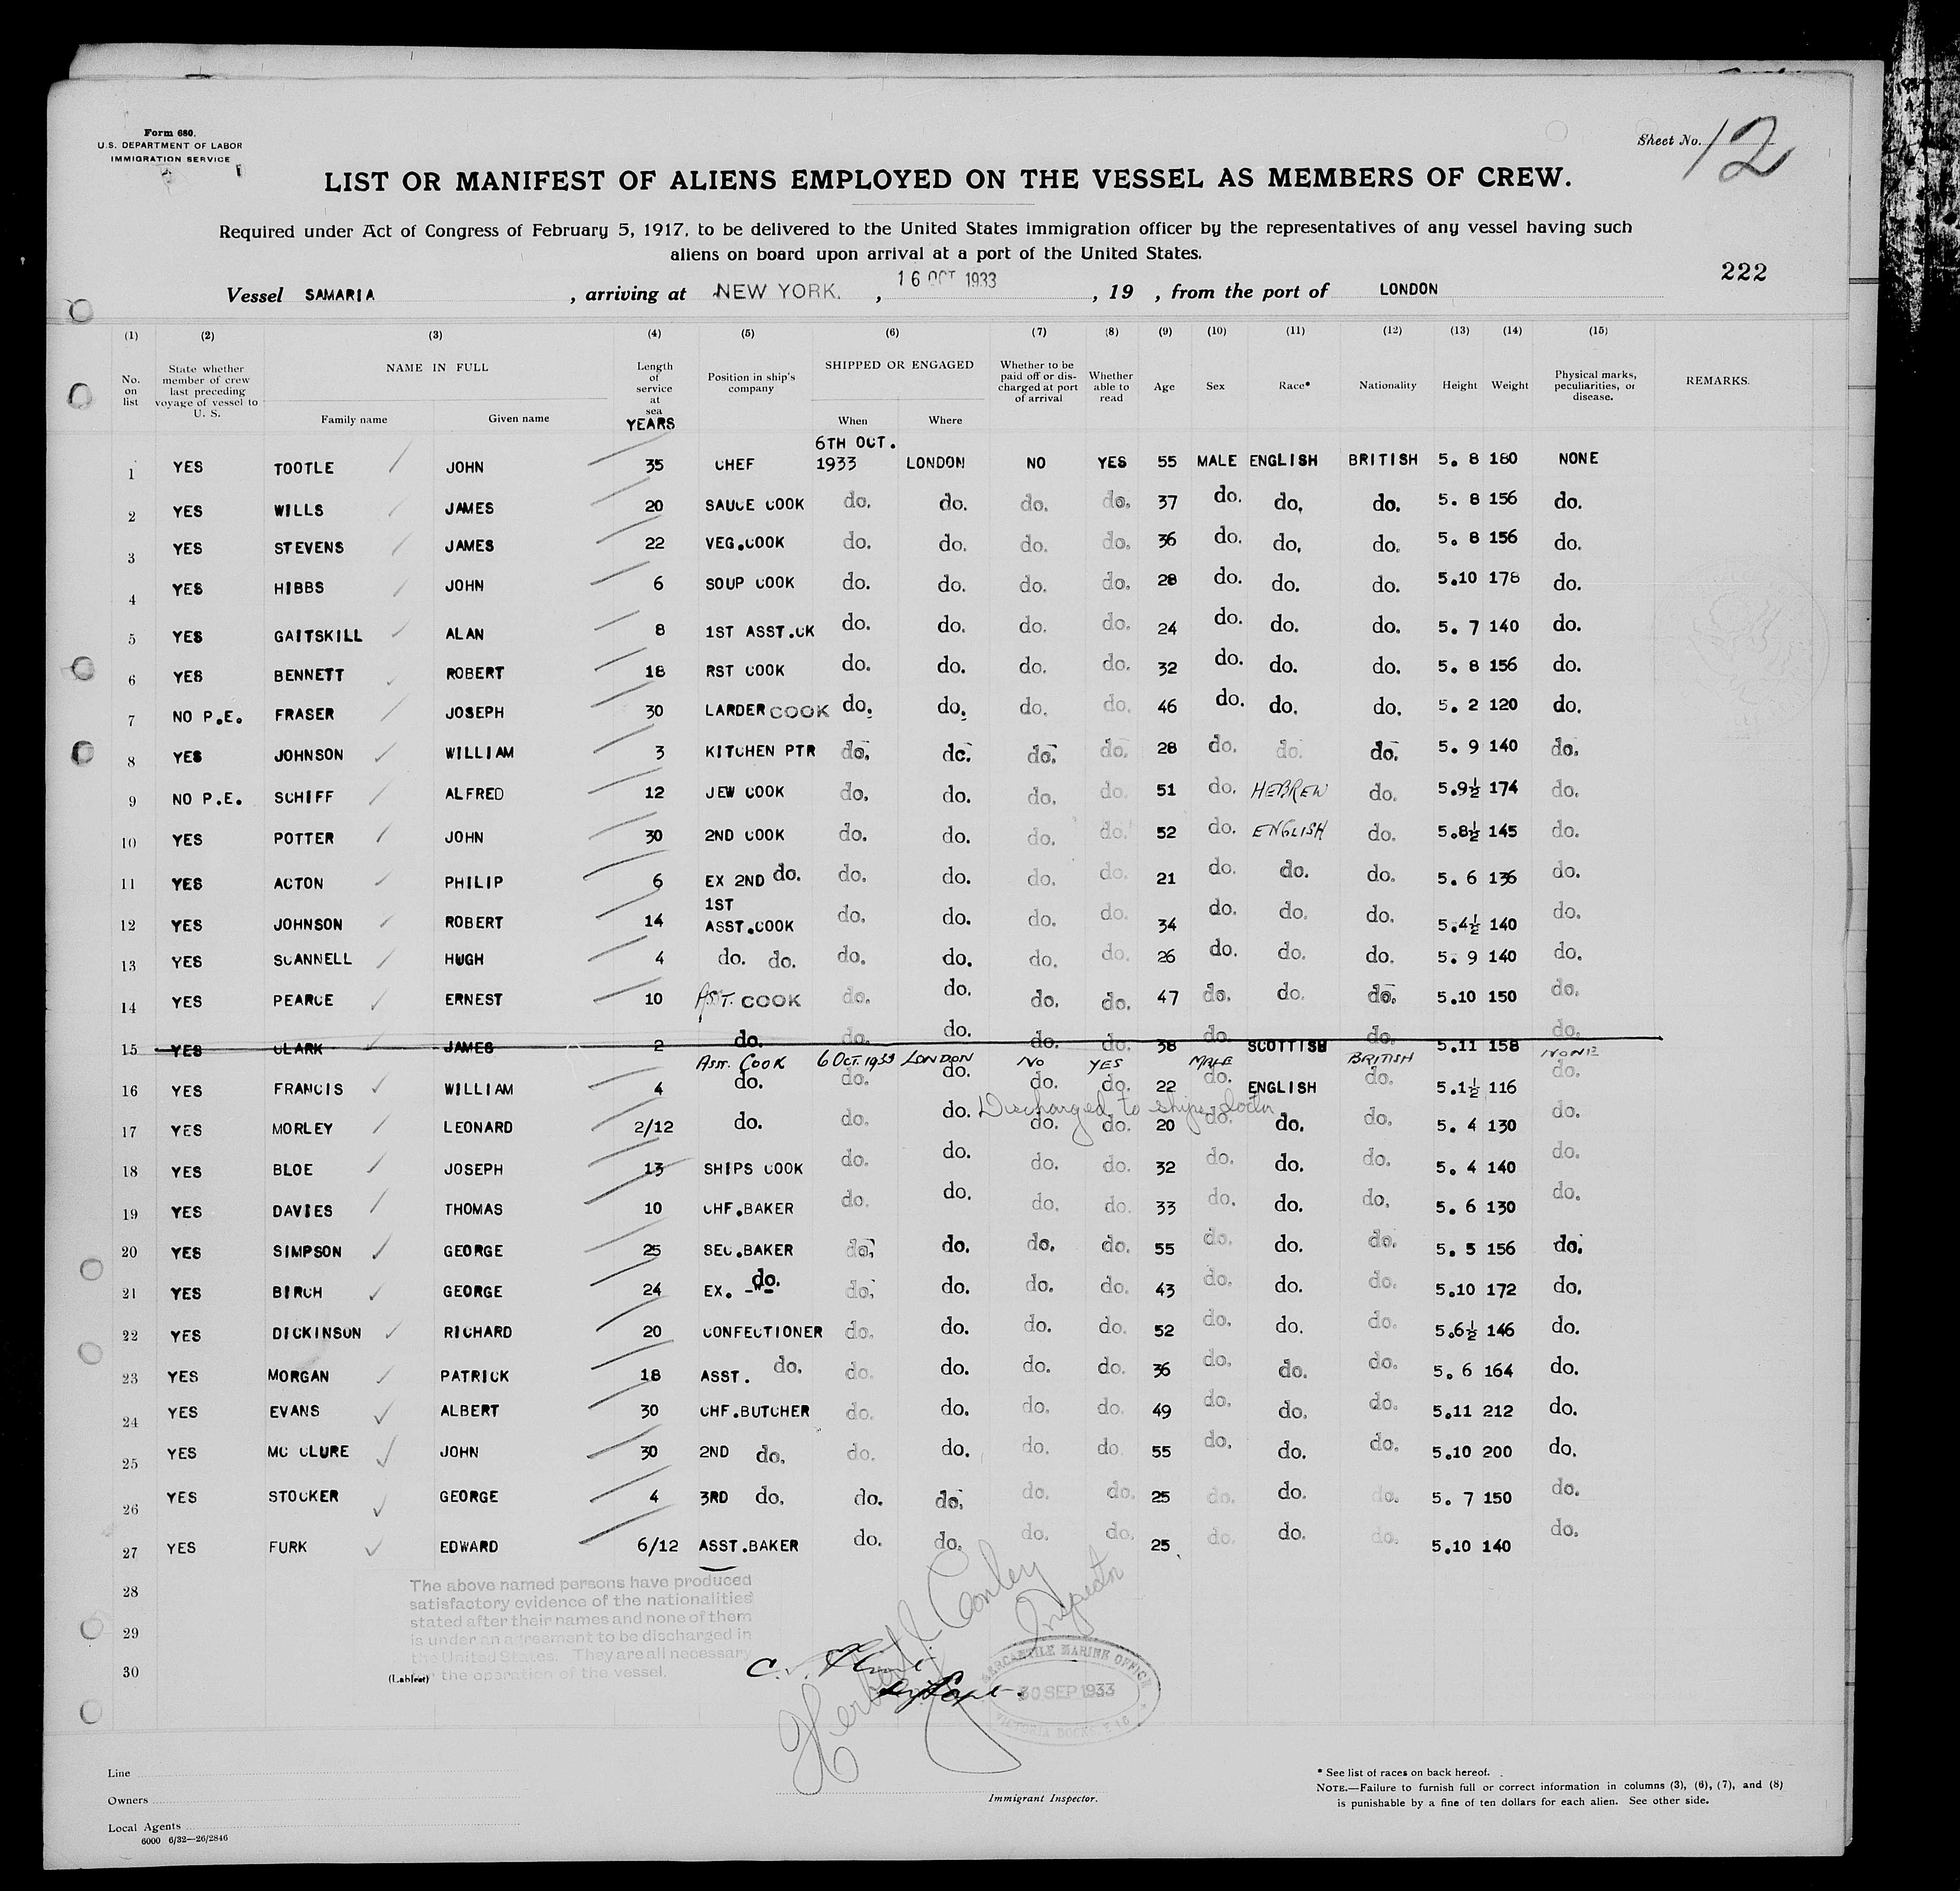 Form 680.
U.S. DEPARTMENT OF LABOR
IMMIGRATION SERVICE
Sheet No. 12
LIST OR MANIFEST OF ALIENS EMPLOYED ON THE VESSEL AS MEMBERS OF CREW.
Required under Act of Congress of February 5, 1917, to be delivered to the United States immigration officer by the representatives of any vessel having such
aliens on board upon arrival at a port of the United States.
222
Vessel SAMARIA, arriving at NEW YORK., 16 OCT 1933, 19 , from the port of LONDON
(1) (2) (3) (4) (5) (6) (7) (8) (9) (10) (11) (12) (13) (14) (15)
No. on list State whether member of crew last preceding voyage of vessel to U. S. NAME IN FULL Family name Given name Length of service at sea YEARS Position in ship's company SHIPPED OR ENGAGED When Where Whether to be paid off or discharged at port of arrival Whether able to read Age Sex Race* Nationality Height Weight Physical marks, peculiarities, or disease. REMARKS.
6TH OCT.
1 YES TOOTLE JOHN 35 CHEF 1933 LONDON NO YES 55 MALE ENGLISH BRITISH 5. 8 180 NONE
2 YES WILLS JAMES 20 SAUCE COOK do. do. do. do. 37 do. do. do. 5. 8 156 do.
3 YES STEVENS JAMES 22 VEG.COOK do. do. do. do. 36 do. do. do. 5. 8 156 do.
4 YES HIBBS JOHN 6 SOUP COOK do. do. do. do. 28 do. do. do. 5.10 178 do.
5 YES GAITSKILL ALAN 8 1ST ASST.CK do. do. do. do. 24 do. do. do. 5. 7 140 do.
6 YES BENNETT ROBERT 18 RST COOK do. do. do. do. 32 do. do. do. 5. 8 156 do.
7 NO P.E. FRASER JOSEPH 30 LARDER COOK do. do. do. do. 46 do. do. do. 5. 2 120 do.
8 YES JOHNSON WILLIAM 3 KITCHEN PTR do. do. do. do. 28 do. do. do. 5. 9 140 do.
9 NO P.E. SCHIFF ALFRED 12 JEW COOK do. do. do. do. 51 do. HEBREW do. 5.9½ 174 do.
10 YES POTTER JOHN 30 2ND COOK do. do. do. do. 52 do. ENGLISH do. 5.8½ 145 do.
11 YES ACTON PHILIP 6 EX 2ND do. do. do. do. do. 21 do. do. do. 5. 6 136 do.
1ST
12 YES JOHNSON ROBERT 14 ASST.COOK do. do. do. do. 34 do. do. do. 5.4½ 140 do.
13 YES SCANNELL HUGH 4 do. do. do. do. do. do. 26 do. do. do. 5. 9 140 do.
14 YES PEARCE ERNEST 10 AST. COOK do. do. do. do. 47 do. do. do. 5.10 150 do.
15 YES CLARK JAMES 2 do. do. do. do. do. 38 do. SCOTTISH do. 5.11 158 do.
ASST. COOK 6 OCT. 1933 LONDON NO YES MALE BRITISH NONE
16 YES FRANCIS WILLIAM 4 do. do. do. do. do. 22 do. ENGLISH do. 5.1½ 116 do.
Discharged to ships doctor
17 YES MORLEY LEONARD 2/12 do. do. do. do. do. 20 do. do. do. 5. 4 130 do.
18 YES BLOE JOSEPH 13 SHIPS COOK do. do. do. do. 32 do. do. do. 5. 4 140 do.
19 YES DAVIES THOMAS 10 CHF.BAKER do. do. do. do. 33 do. do. do. 5. 6 130 do.
20 YES SIMPSON GEORGE 25 SEC.BAKER do. do. do. do. 55 do. do. do. 5. 5 156 do.
21 YES BIRCH GEORGE 24 EX. do. do. do. do. do. 43 do. do. do. 5.10 172 do.
22 YES DICKINSON RICHARD 20 CONFECTIONER do. do. do. do. 52 do. do. do. 5.6½ 146 do.
23 YES MORGAN PATRICK 18 ASST. do. do. do. do. do. 36 do. do. do. 5. 6 164 do.
24 YES EVANS ALBERT 30 CHF.BUTCHER do. do. do. do. 49 do. do. do. 5.11 212 do.
25 YES MC CLURE JOHN 30 2ND do. do. do. do. do. 55 do. do. do. 5.10 200 do.
26 YES STOCKER GEORGE 4 3RD do. do. do. do. do. 25 do. do. do. 5. 7 150 do.
27 YES FURK EDWARD 6/12 ASST.BAKER do. do. do. do. 25 do. do. do. 5.10 140 do.
28
29
30
The above named persons have produced
satisfactory evidence of the nationalities
stated after their names and none of them
is under an agreement to be discharged in
the United States. They are all necessary
for the operation of the vessel.
(Lablest)
Herbert J. Conley
Inspector
MERCANTILE MARINE OFFICE
30 SEP 1933
VICTORIA DOCKS E 16
Immigrant Inspector.
Line
Owners
Local Agents
6000 6/32—26/2846
* See list of races on back hereof.
NOTE.—Failure to furnish full or correct information in columns (3), (6), (7), and (8)
is punishable by a fine of ten dollars for each alien. See other side.